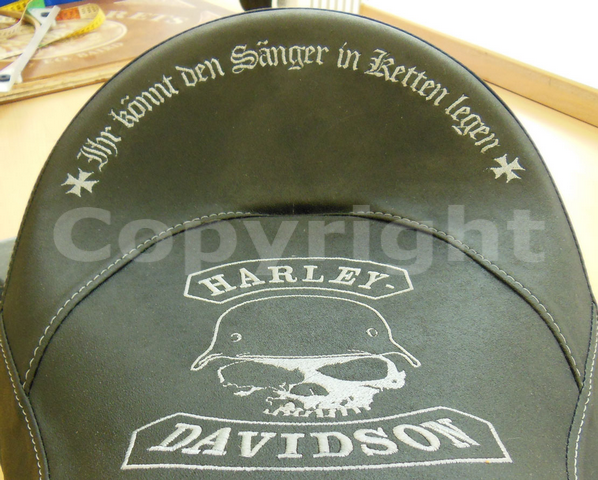 Ihr könnt den Sänger in Ketten legen
Copyright
HARLEY-
DAVIDSON